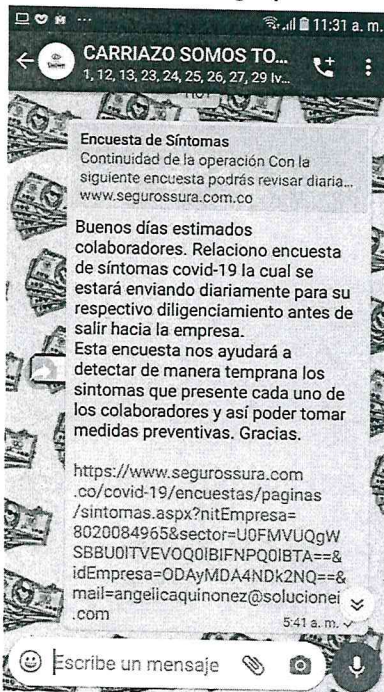 11:31 a. m.
CARRIAZO SOMOS TO...
1, 12, 13, 23, 24, 25, 26, 27, 29 Iv...
Encuesta de Síntomas
Continuidad de la operación Con la
siguiente encuesta podrás revisar diaria...
www.segurossura.com.co
Buenos días estimados
colaboradores. Relaciono encuesta
de síntomas covid-19 la cual se
estará enviando diariamente para su
respectivo diligenciamiento antes de
salir hacia la empresa.
Esta encuesta nos ayudará a
detectar de manera temprana los
sintomas que presente cada uno de
los colaboradores y así poder tomar
medidas preventivas. Gracias.
https://www.segurossura.com
.co/covid-19/encuestas/paginas
/sintomas.aspx?nitEmpresa=
8020084965&sector=U0FMVUQgW
SBBU0lTVEVOQ0lBIFNPQ0lBTA==&
idEmpresa=ODAyMDA4NDk2NQ==&
mail=angelicaquinonez@solucionei
.com
5:41 a. m.
Escribe un mensaje